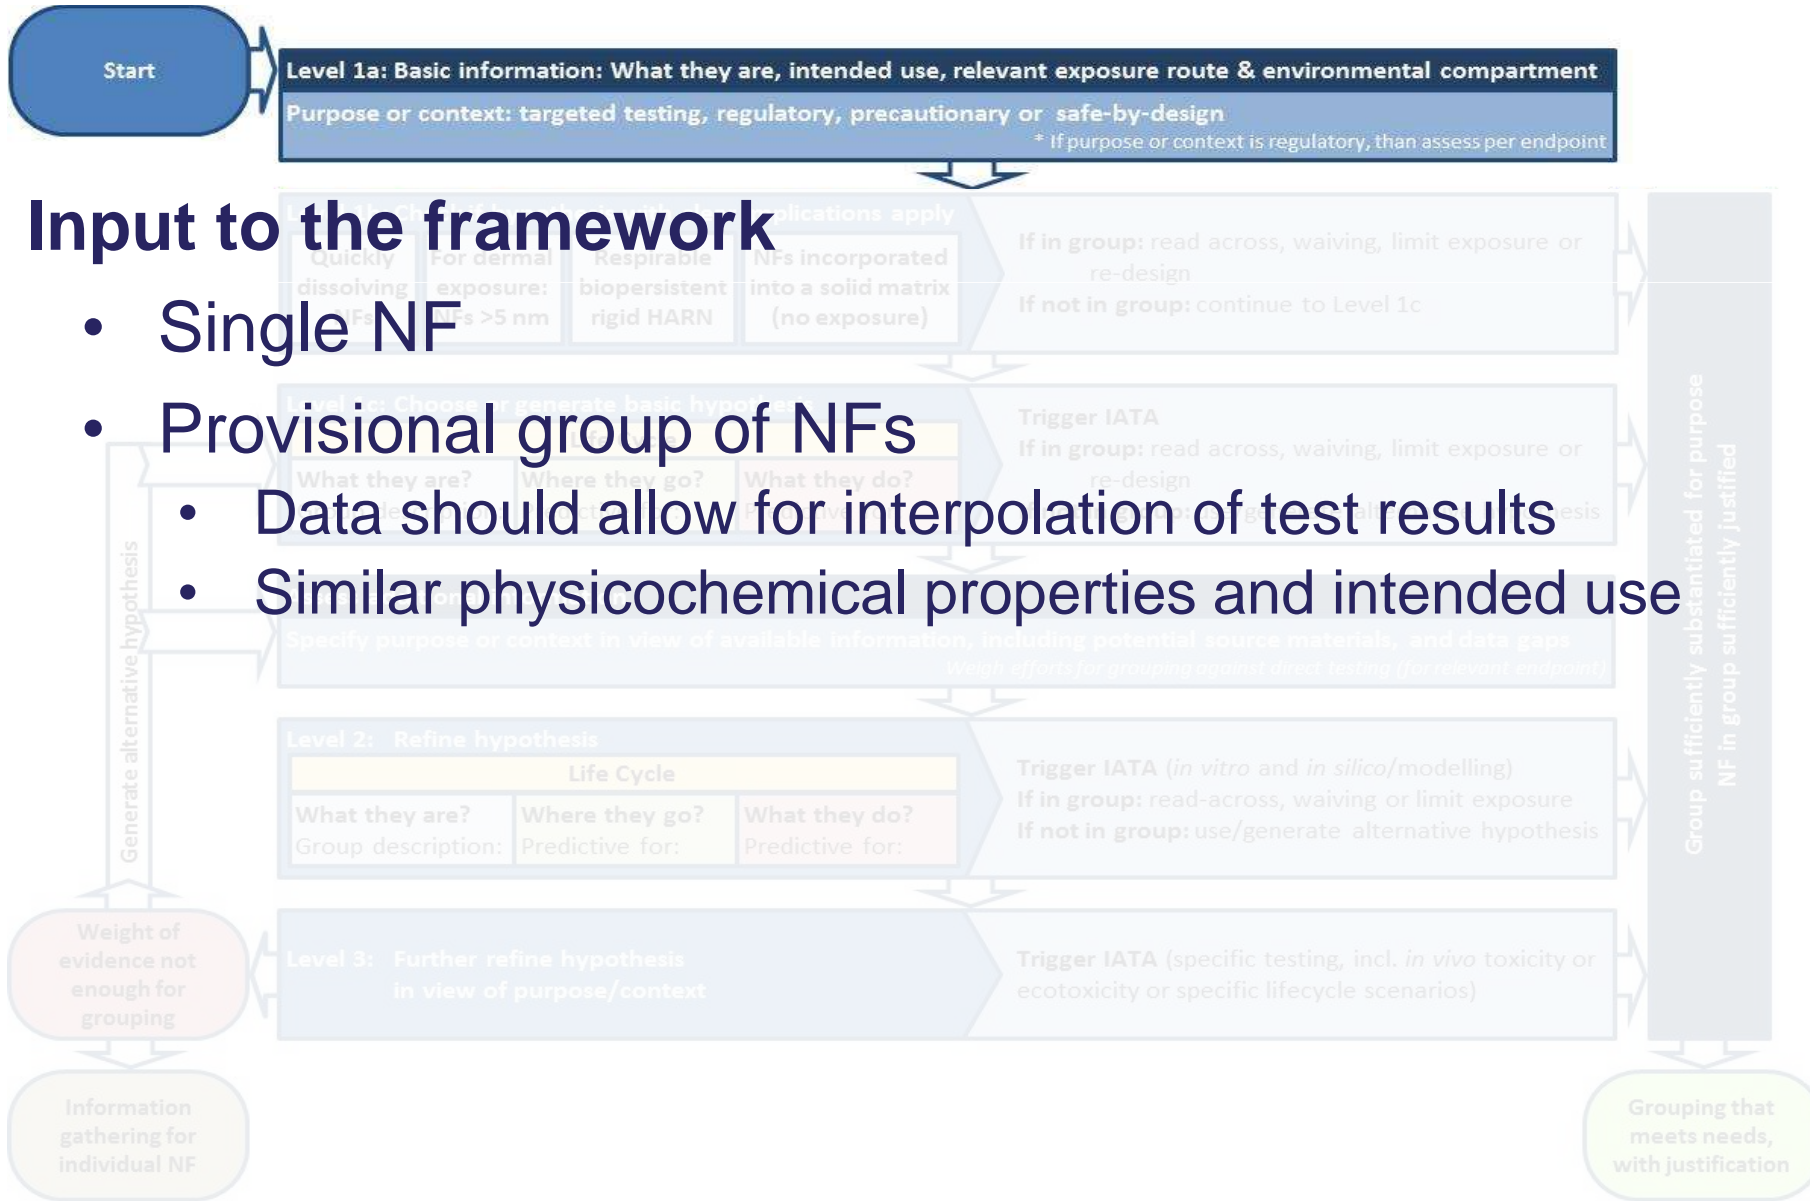 Start
Level 1a: Basic information: What they are, intended use, relevant exposure route & environmental compartment
Purpose or context: targeted testing, regulatory, precautionary or safe-by-design
* If purpose or context is regulatory, than assess per endpoint
Input to the framework
• Single NF
• Provisional group of NFs
• Data should allow for interpolation of test results
• Similar physicochemical properties and intended use
apply
Quickly
dissolving
NFs
For dermal
exposure:
NFs >5 nm
Respirable
biopersistent
rigid HARN
NFs incorporated
into a solid matrix
(no exposure)
If in group: read across, waiving, limit exposure or
re-design
If not in group: continue to Level 1c
Level 1c: Choose or generate basic hypothesis
Life Cycle
What they are?
Where they go?
What they do?
Trigger IATA
If in group: read across, waiving, limit exposure or
re-design
Specify purpose or context in view of available information, including potential source materials, and data gaps
Weigh efforts for grouping against direct testing (for relevant endpoint)
Level 2: Refine hypothesis
Life Cycle
What they are?
Group description:
Where they go?
Predictive for:
What they do?
Predictive for:
Trigger IATA (in vitro and in silico/modelling)
If in group: read-across, waiving or limit exposure
If not in group: use/generate alternative hypothesis
Level 3: Further refine hypothesis
in view of purpose/context
Trigger IATA (specific testing, incl. in vivo toxicity or
ecotoxicity or specific lifecycle scenarios)
Generate alternative hypothesis
Weight of
evidence not
enough for
grouping
Information
gathering for
individual NF
Group sufficiently substantiated for purpose
NF in group sufficiently justified
Grouping that
meets needs,
with justification